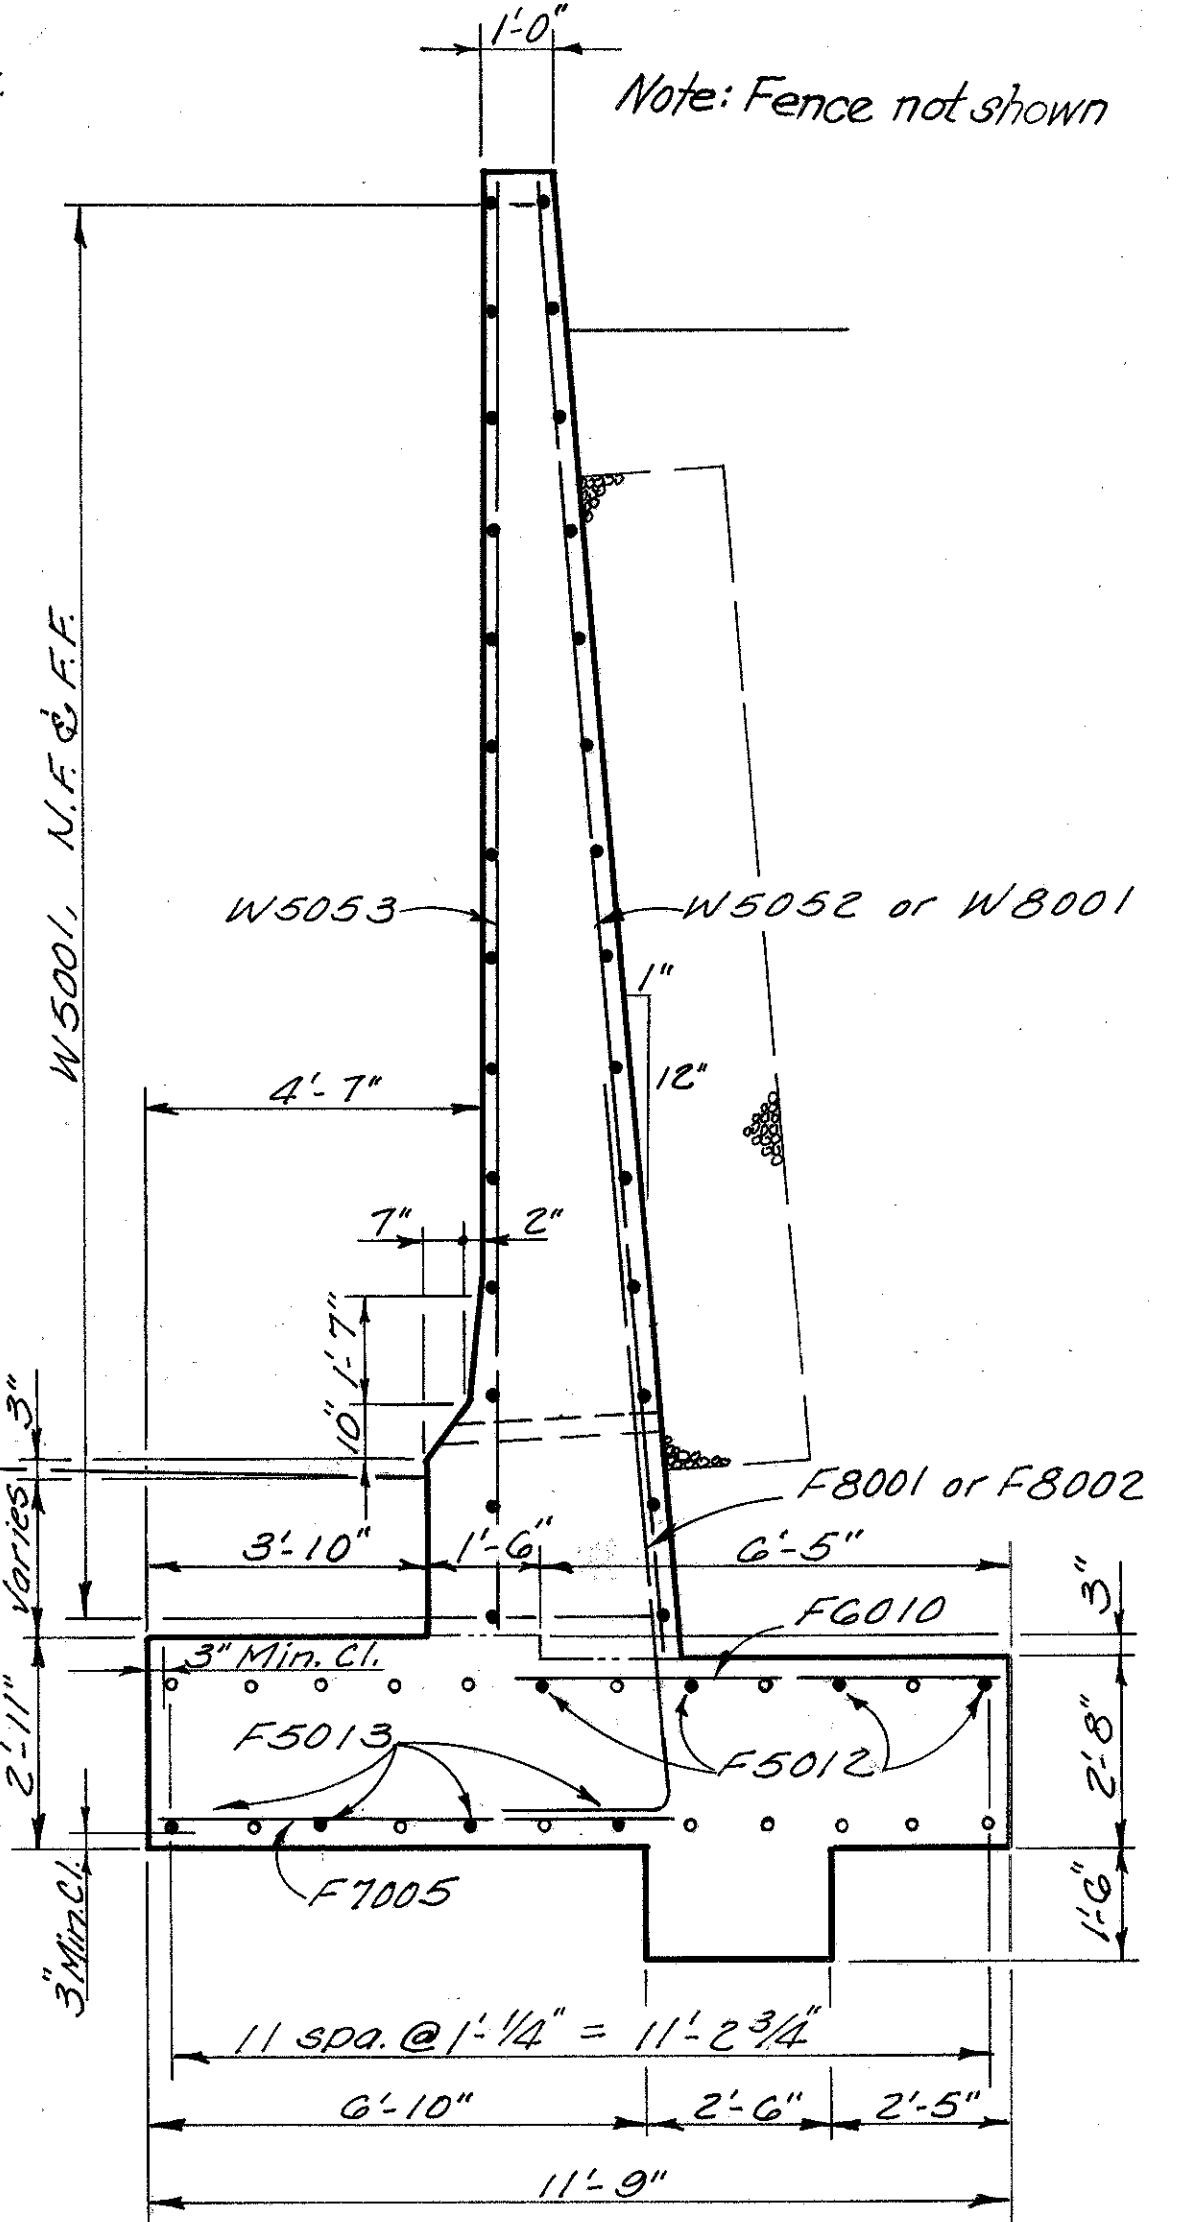 1'-0"
Note: Fence not shown
W5001, N.F. & F.F.
W5053
W5052 or W8001
1"
12"
4'-7"
7"
2"
1'-7"
10"
3"
Varies
F8001 or F8002
3'-10"
1'-6"
6'-5"
3"
F6010
3" Min. Cl.
2'-11"
F5013
F5012
2'-8"
F7005
3" Min. Cl.
1'-6"
11 spa. @ 1'-1/4" = 11'-2 3/4"
6'-10"
2'-6"
2'-5"
11'-9"